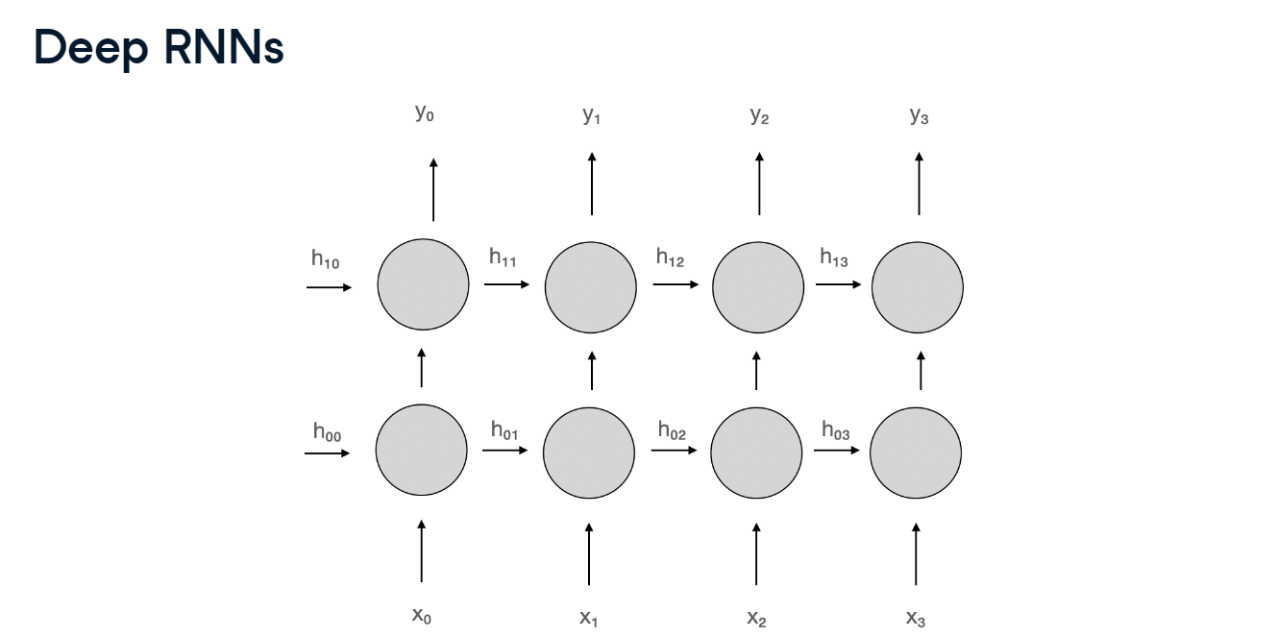 Deep RNNs
y₀ y₁ y₂ y₃
h₁₀ h₁₁ h₁₂ h₁₃
h₀₀ h₀₁ h₀₂ h₀₃
x₀ x₁ x₂ x₃